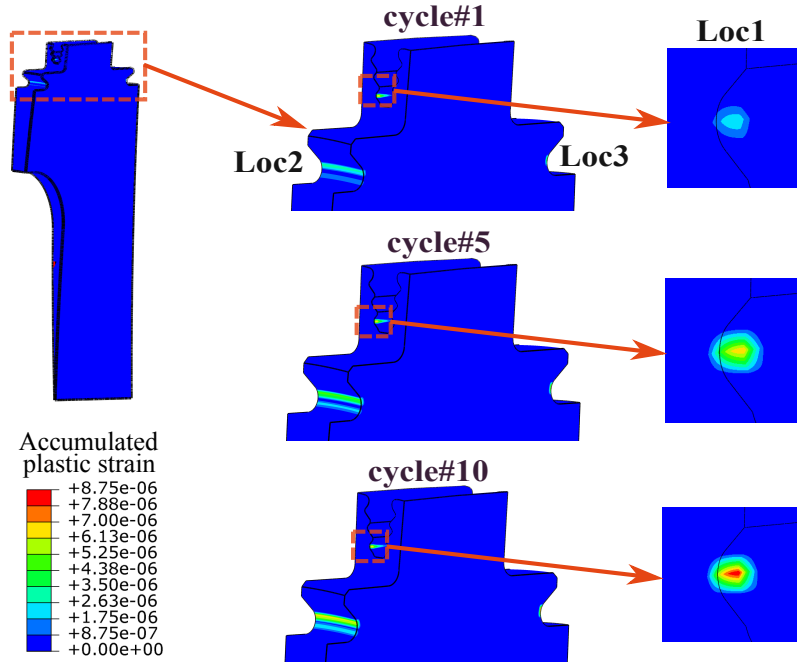 cycle#1
Loc1
Loc2
Loc3
cycle#5
cycle#10
Accumulated
plastic strain
+8.75e-06
+7.88e-06
+7.00e-06
+6.13e-06
+5.25e-06
+4.38e-06
+3.50e-06
+2.63e-06
+1.75e-06
+8.75e-07
+0.00e+00